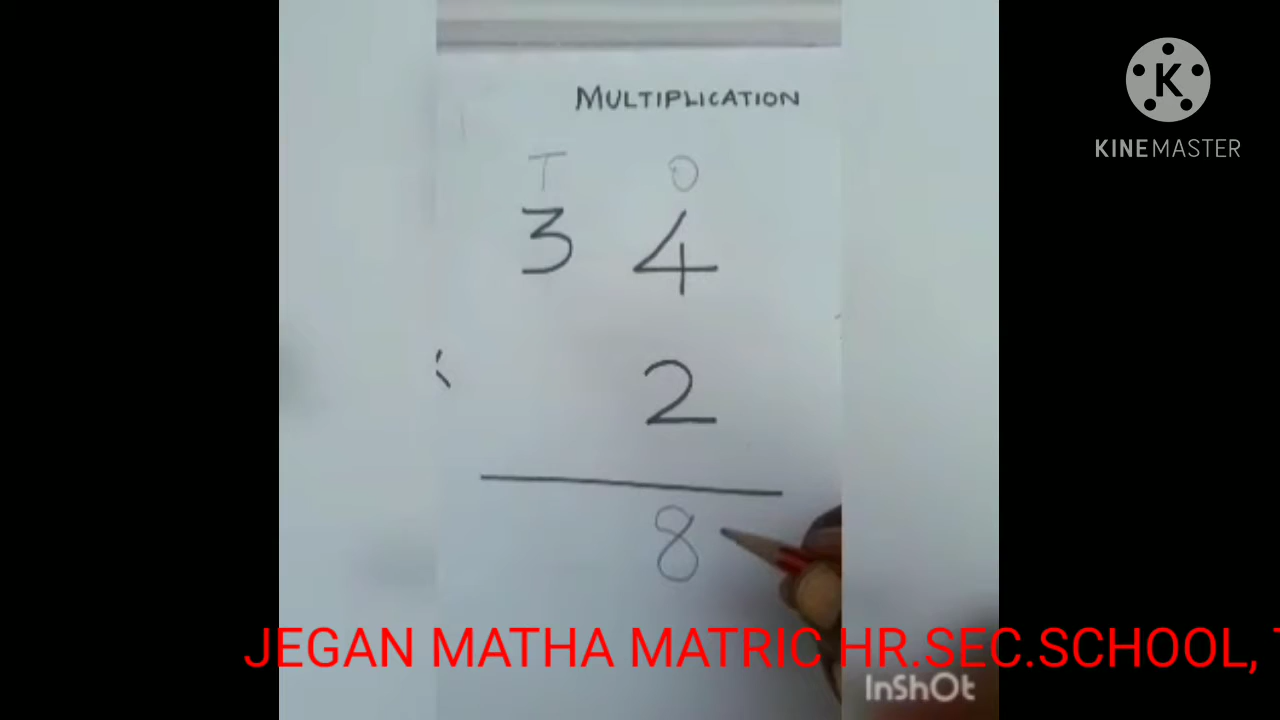 MULTIPLICATION
T O
3 4
2
8
K
KINEMASTER
JEGAN MATHA MATRIC HR.SEC.SCHOOL,
InShOt